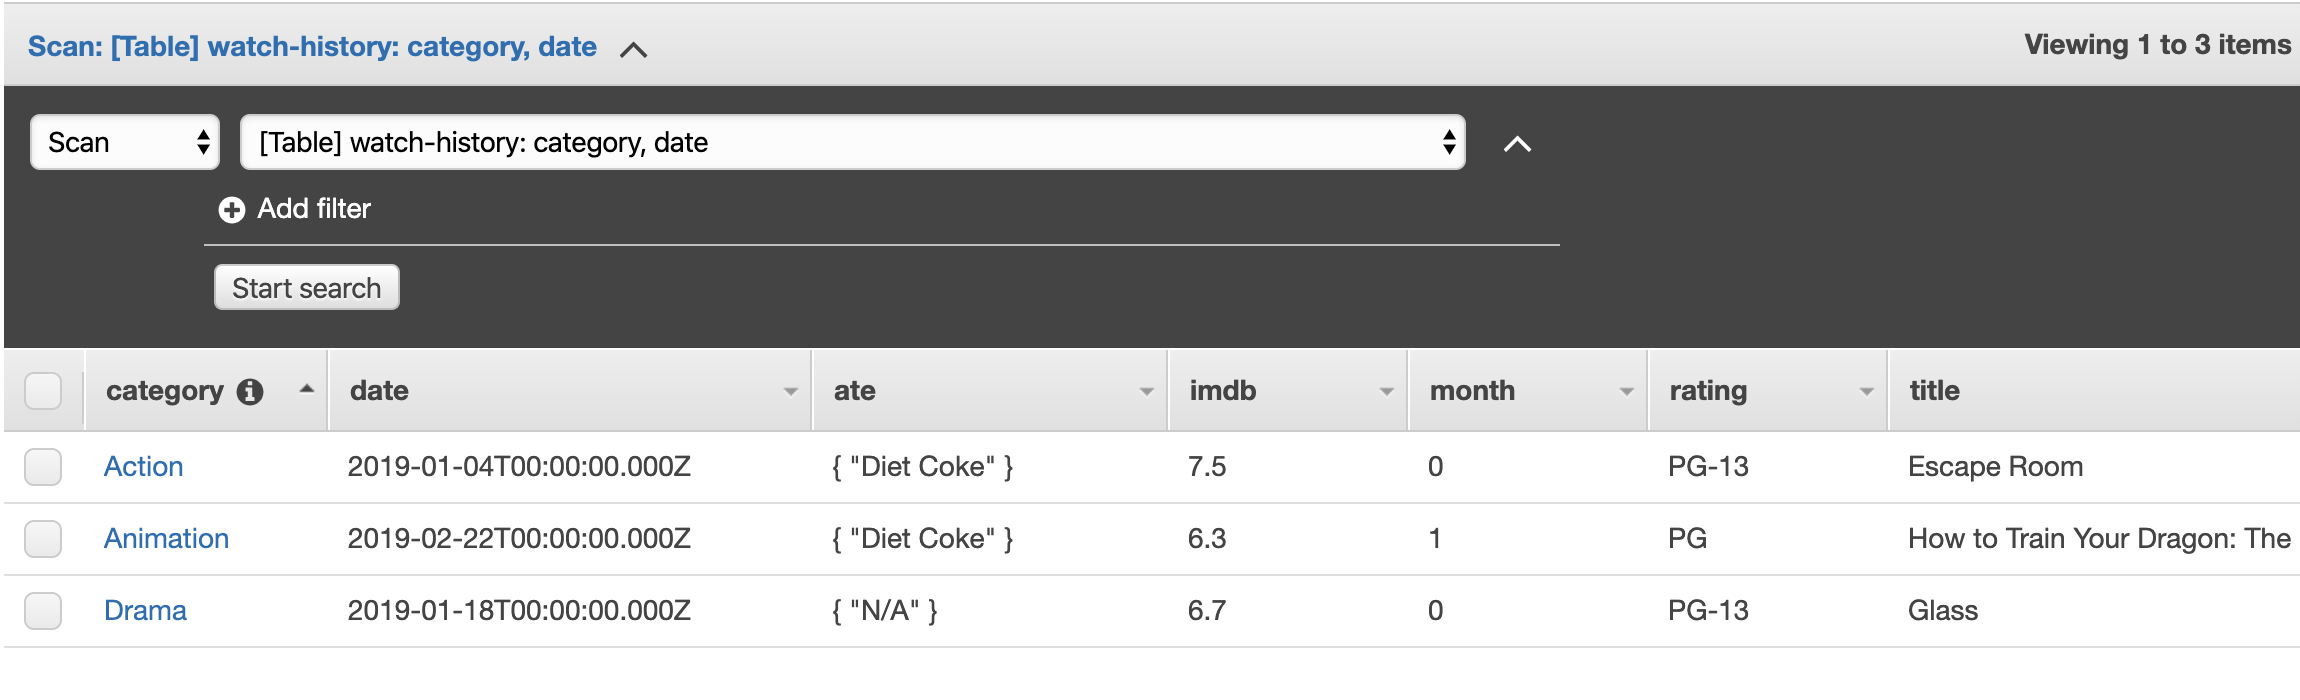 Scan: [Table] watch-history: category, date Viewing 1 to 3 items
Scan [Table] watch-history: category, date
Add filter
Start search
category date ate imdb month rating title
Action 2019-01-04T00:00:00.000Z { "Diet Coke" } 7.5 0 PG-13 Escape Room
Animation 2019-02-22T00:00:00.000Z { "Diet Coke" } 6.3 1 PG How to Train Your Dragon: The
Drama 2019-01-18T00:00:00.000Z { "N/A" } 6.7 0 PG-13 Glass